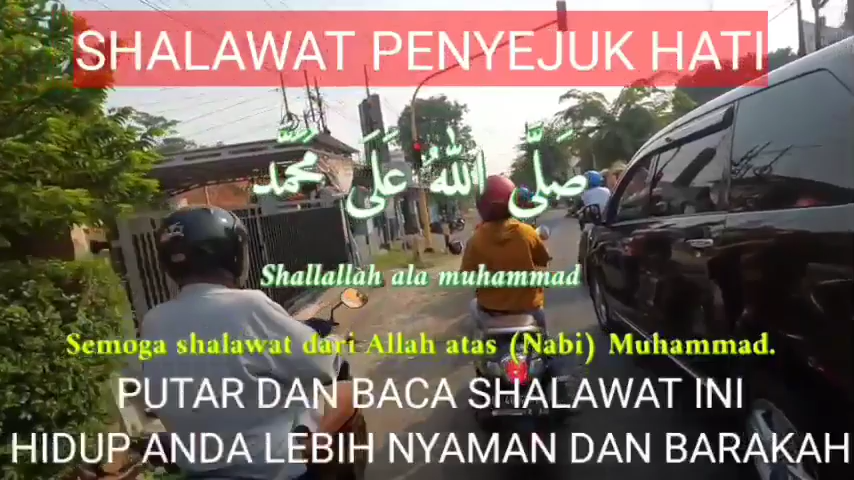 SHALAWAT PENYEJUK HATI
صَلَّى اللهُ عَلَى مُحَمَّد
Shallallah ala muhammad
Semoga shalawat dari Allah atas (Nabi) Muhammad.
PUTAR DAN BACA SHALAWAT INI
HIDUP ANDA LEBIH NYAMAN DAN BARAKAH